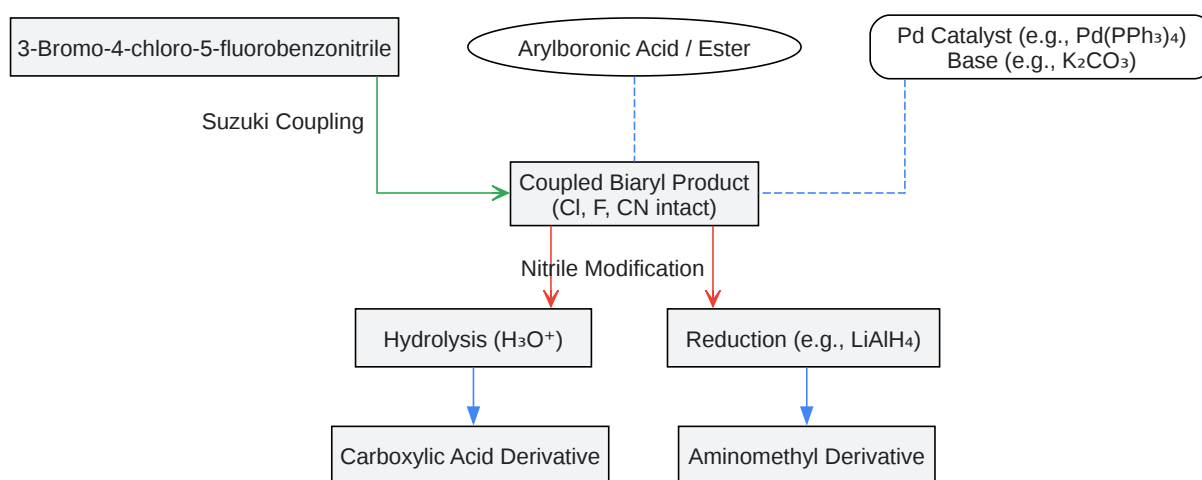 3-Bromo-4-chloro-5-fluorobenzonitrile
Arylboronic Acid / Ester
Pd Catalyst (e.g., Pd(PPh₃)₄)
Base (e.g., K₂CO₃)
Suzuki Coupling
Coupled Biaryl Product
(Cl, F, CN intact)
Nitrile Modification
Hydrolysis (H₃O⁺)
Reduction (e.g., LiAlH₄)
Carboxylic Acid Derivative
Aminomethyl Derivative